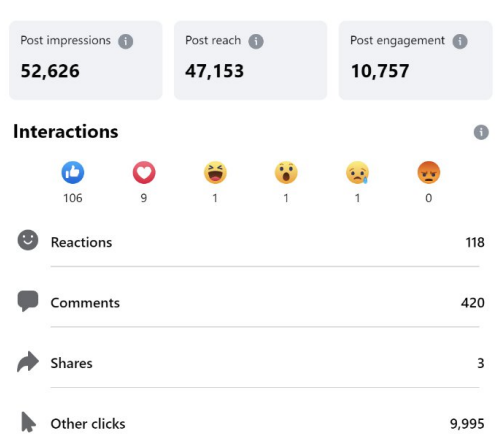 Post impressions
Post reach
Post engagement
52,626
47,153
10,757
Interactions
106 9 1 1 1 0
Reactions 118
Comments 420
Shares 3
Other clicks 9,995